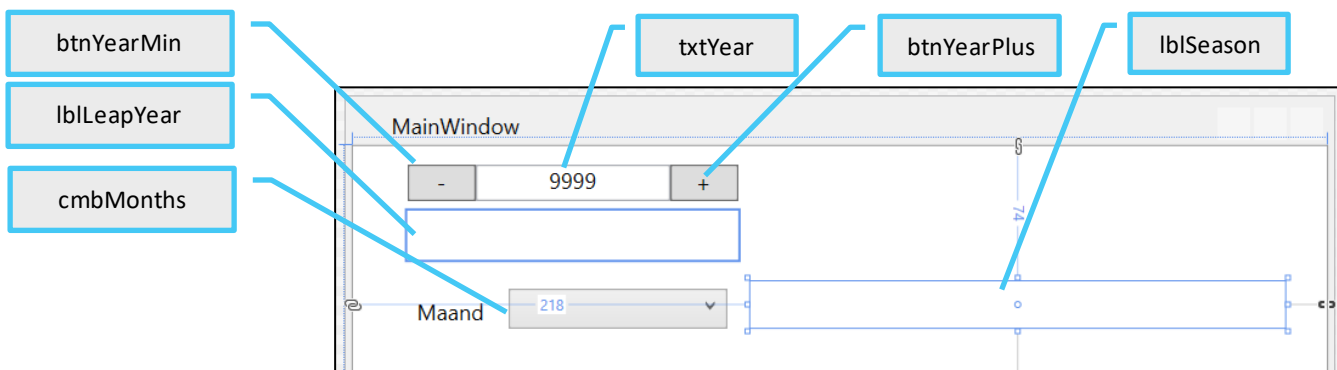 btnYearMin
txtYear
btnYearPlus
lblSeason
lblLeapYear
cmbMonths
MainWindow
- 9999 +
74
Maand
218